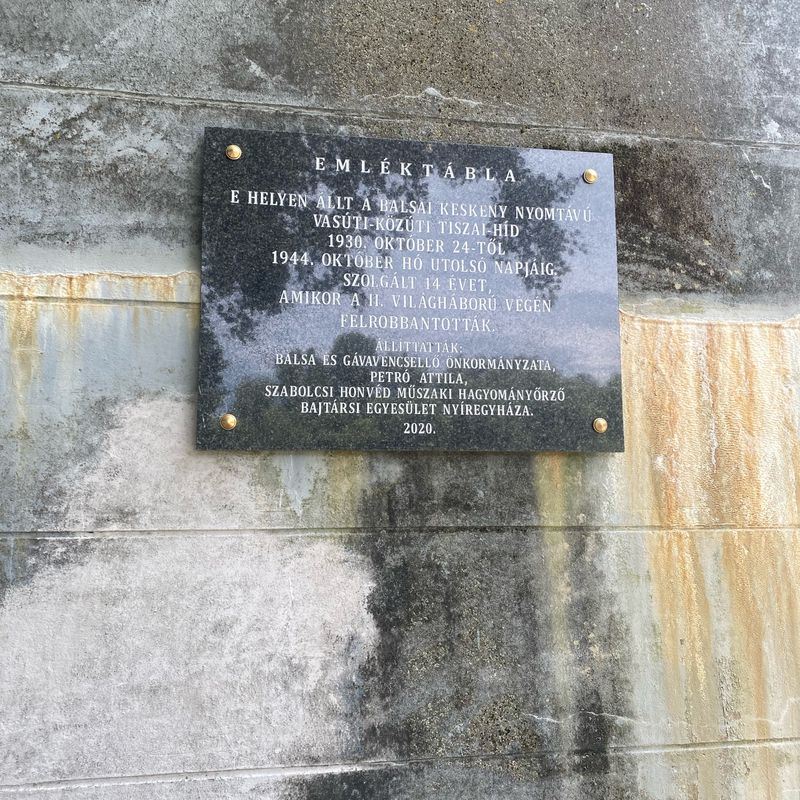 EMLÉKTÁBLA
E HELYEN ÁLLT A BALSAI KESKENY NYOMTÁVÚ
VASÚTI-KÖZÚTI TISZAI-HÍD
1930. OKTÓBER 24-TŐL
1944. OKTÓBER HÓ UTOLSÓ NAPJÁIG,
SZOLGÁLT 14 ÉVET,
AMIKOR A II. VILÁGHÁBORÚ VÉGÉN
FELROBBANTOTTÁK.
ÁLLÍTTATTÁK:
BALSA ÉS GÁVAVENCSELLŐ ÖNKORMÁNYZATA,
PETRÓ ATTILA,
SZABOLCSI HONVÉD MŰSZAKI HAGYOMÁNYŐRZŐ
BAJTÁRSI EGYESÜLET NYÍREGYHÁZA.
2020.